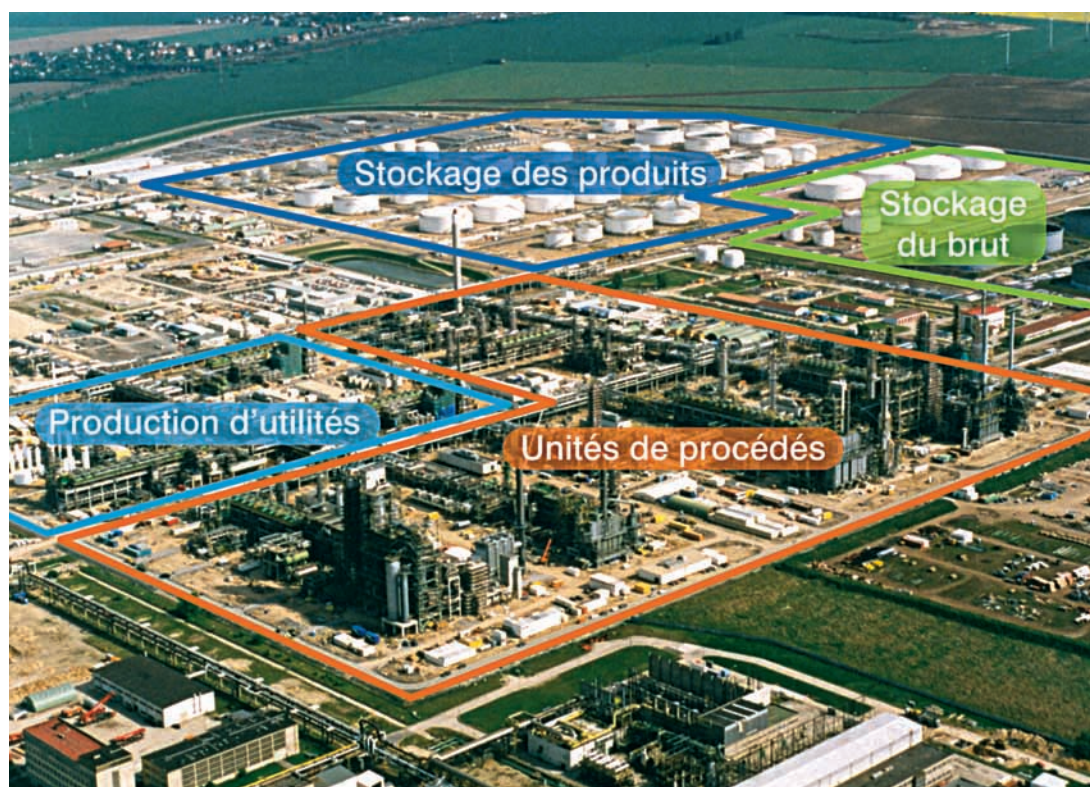 Stockage des produits
Stockage
du brut
Production d'utilités
Unités de procédés